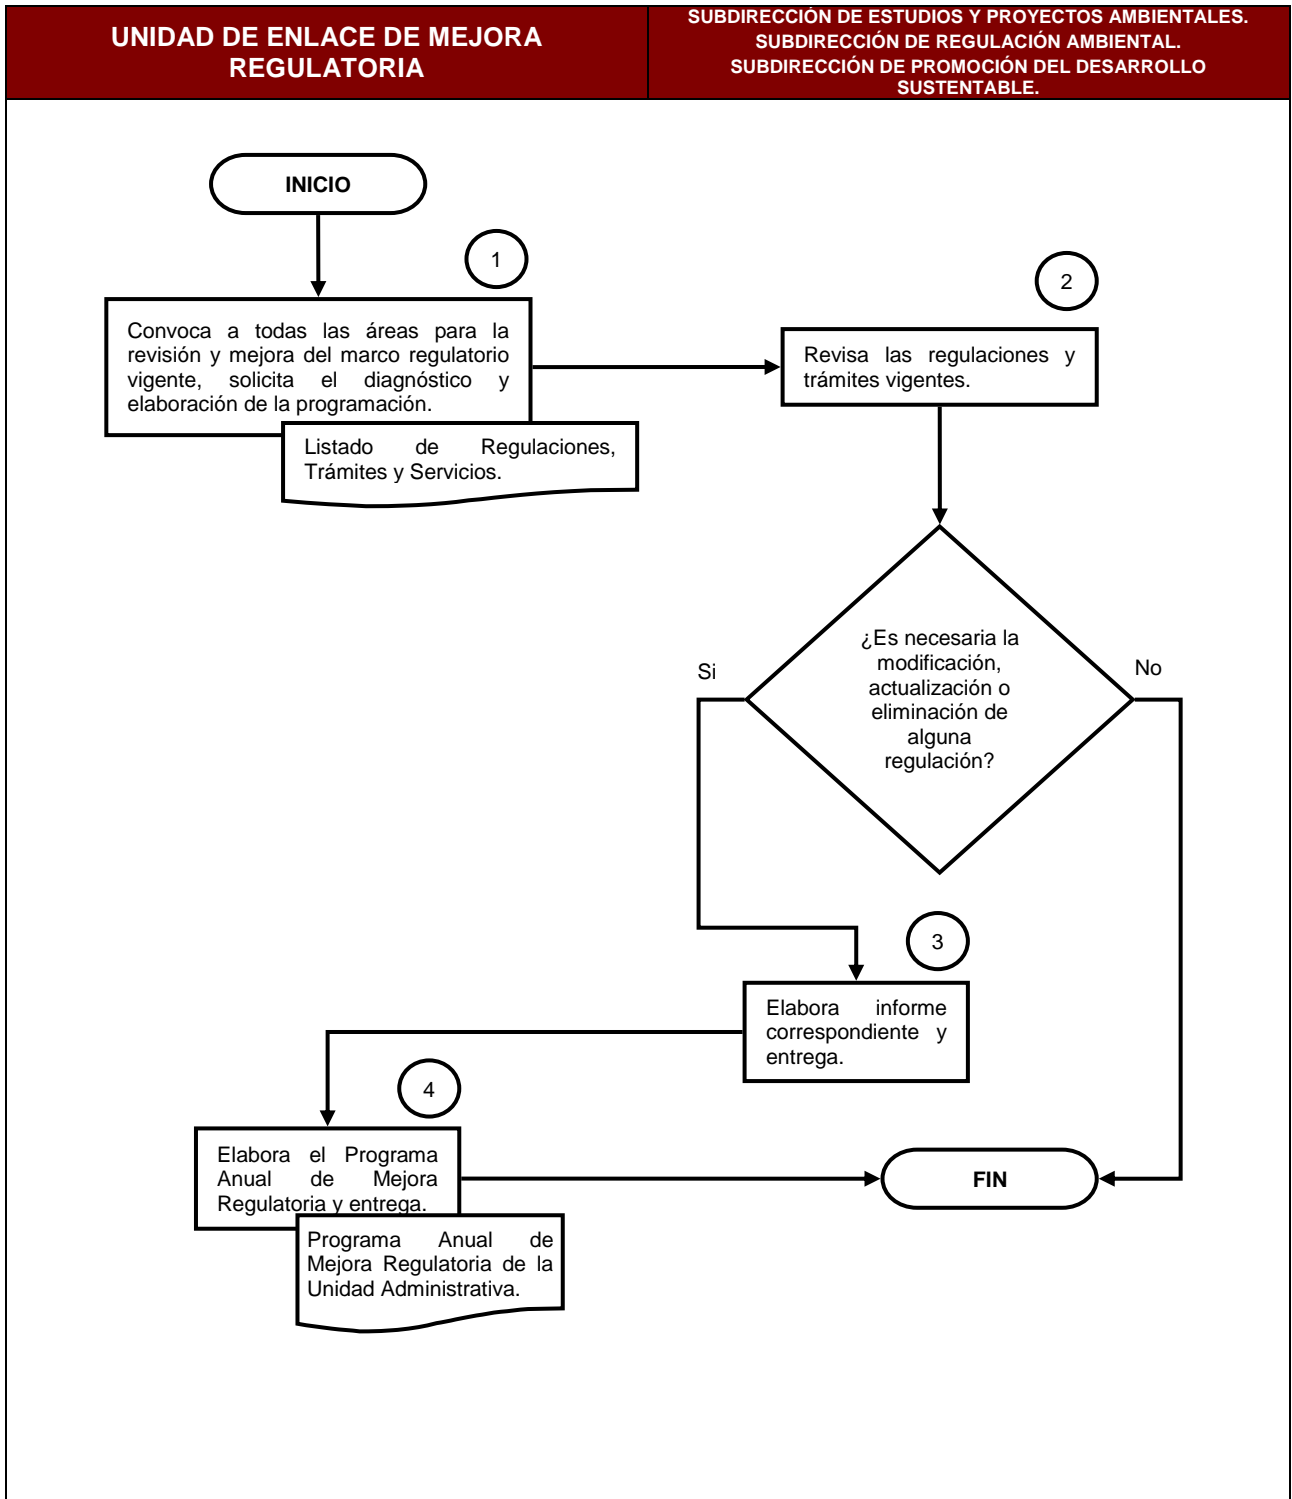 UNIDAD DE ENLACE DE MEJORA
REGULATORIA
SUBDIRECCIÓN DE ESTUDIOS Y PROYECTOS AMBIENTALES.
SUBDIRECCIÓN DE REGULACIÓN AMBIENTAL.
SUBDIRECCIÓN DE PROMOCIÓN DEL DESARROLLO
SUSTENTABLE.
INICIO
1
Convoca a todas las áreas para la
revisión y mejora del marco regulatorio
vigente, solicita el diagnóstico y
elaboración de la programación.
Listado de Regulaciones,
Trámites y Servicios.
2
Revisa las regulaciones y
trámites vigentes.
¿Es necesaria la
modificación,
actualización o
eliminación de
alguna
regulación?
Si
No
3
Elabora informe
correspondiente y
entrega.
4
Elabora el Programa
Anual de Mejora
Regulatoria y entrega.
Programa Anual de
Mejora Regulatoria de la
Unidad Administrativa.
FIN